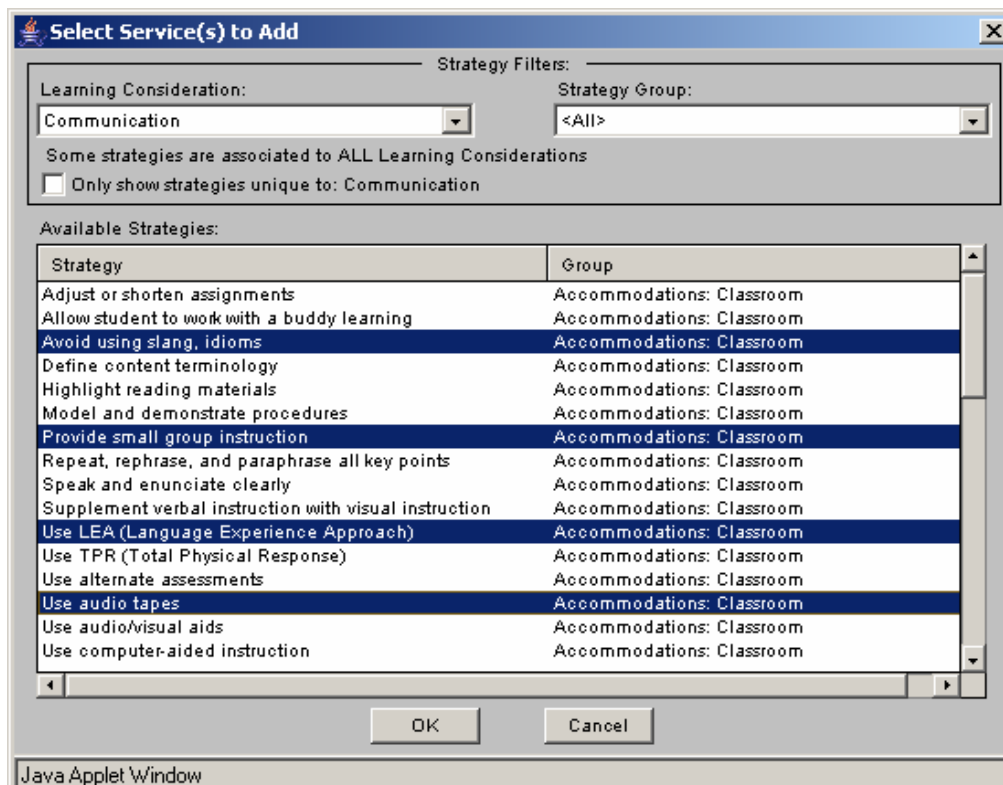 Select Service(s) to Add
Strategy Filters:
Learning Consideration: Strategy Group:
Communication <All>
Some strategies are associated to ALL Learning Considerations
Only show strategies unique to: Communication
Available Strategies:
Strategy Group
Adjust or shorten assignments Accommodations: Classroom
Allow student to work with a buddy learning Accommodations: Classroom
Avoid using slang, idioms Accommodations: Classroom
Define content terminology Accommodations: Classroom
Highlight reading materials Accommodations: Classroom
Model and demonstrate procedures Accommodations: Classroom
Provide small group instruction Accommodations: Classroom
Repeat, rephrase, and paraphrase all key points Accommodations: Classroom
Speak and enunciate clearly Accommodations: Classroom
Supplement verbal instruction with visual instruction Accommodations: Classroom
Use LEA (Language Experience Approach) Accommodations: Classroom
Use TPR (Total Physical Response) Accommodations: Classroom
Use alternate assessments Accommodations: Classroom
Use audio tapes Accommodations: Classroom
Use audio/visual aids Accommodations: Classroom
Use computer-aided instruction Accommodations: Classroom
OK Cancel
Java Applet Window